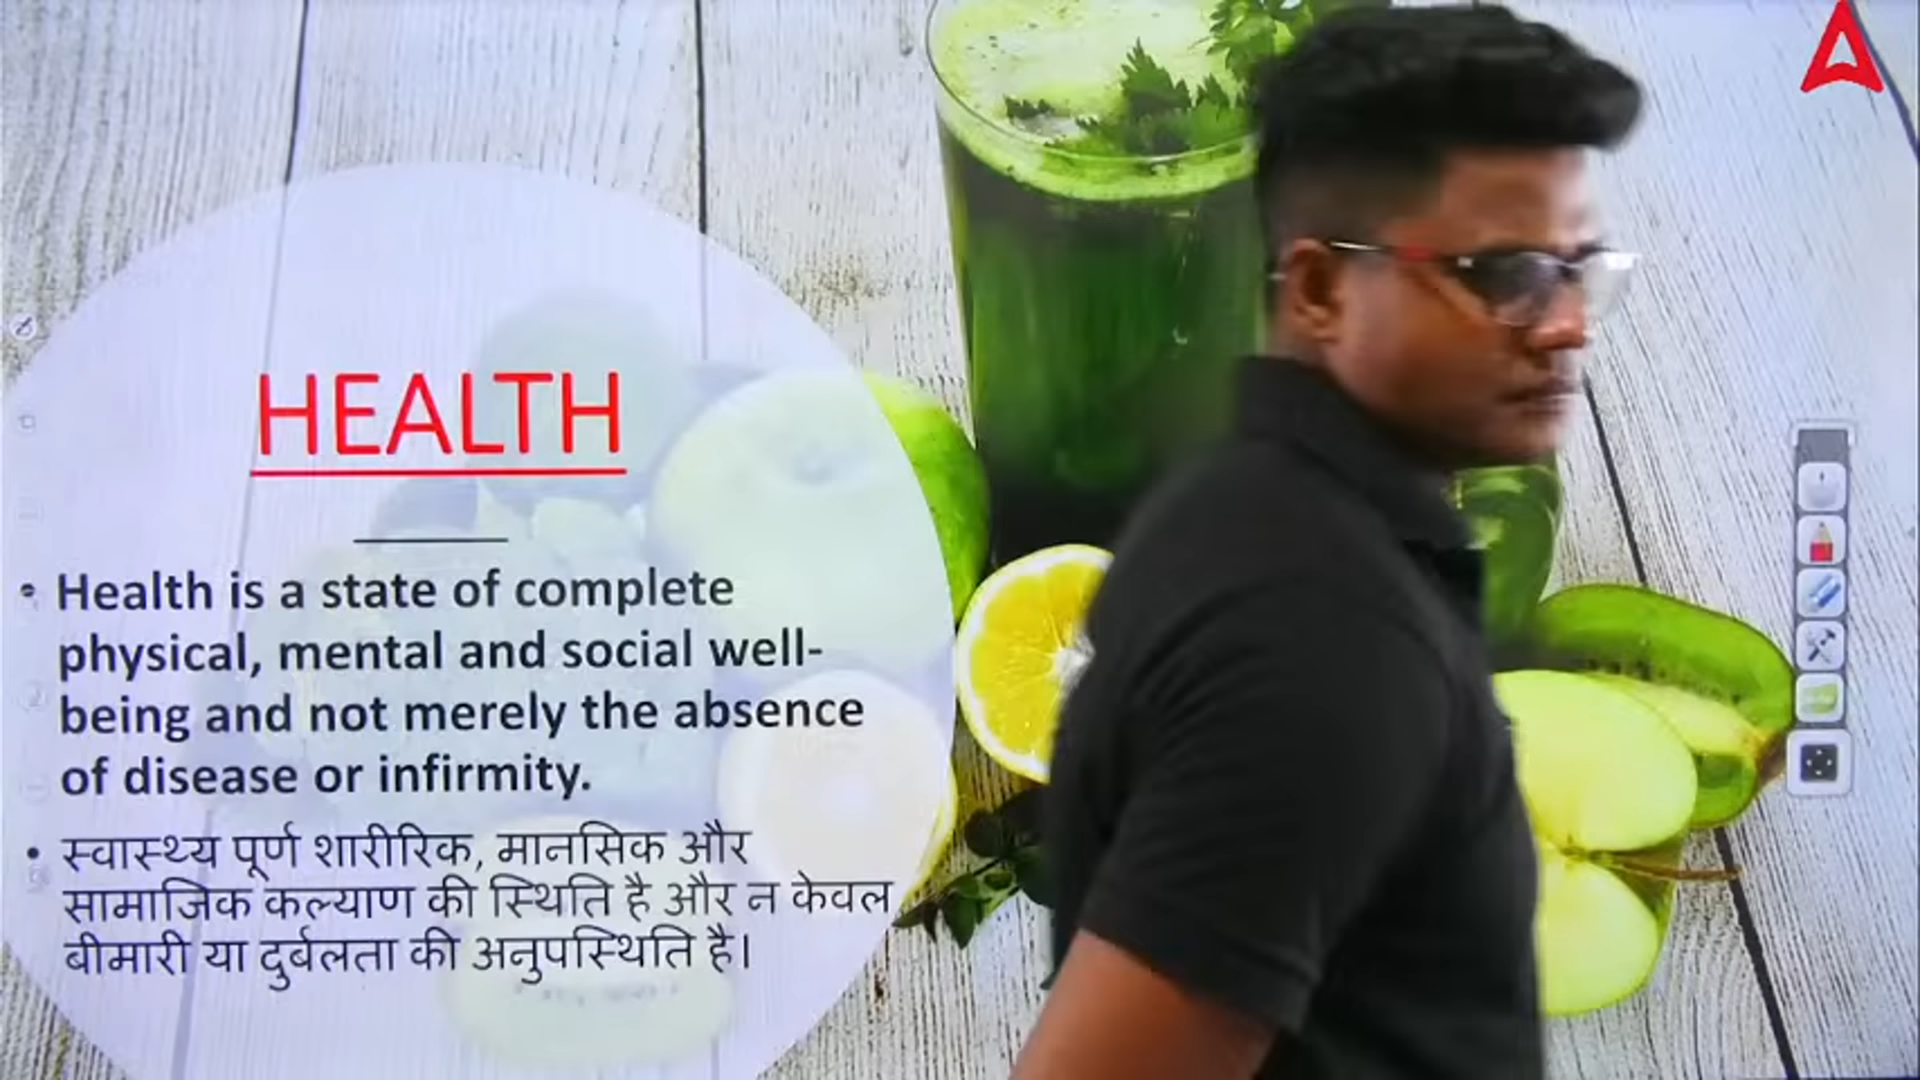 HEALTH
• Health is a state of complete
physical, mental and social well-
being and not merely the absence
of disease or infirmity.
• स्वास्थ्य पूर्ण शारीरिक, मानसिक और
सामाजिक कल्याण की स्थिति है और न केवल
बीमारी या दुर्बलता की अनुपस्थिति है।